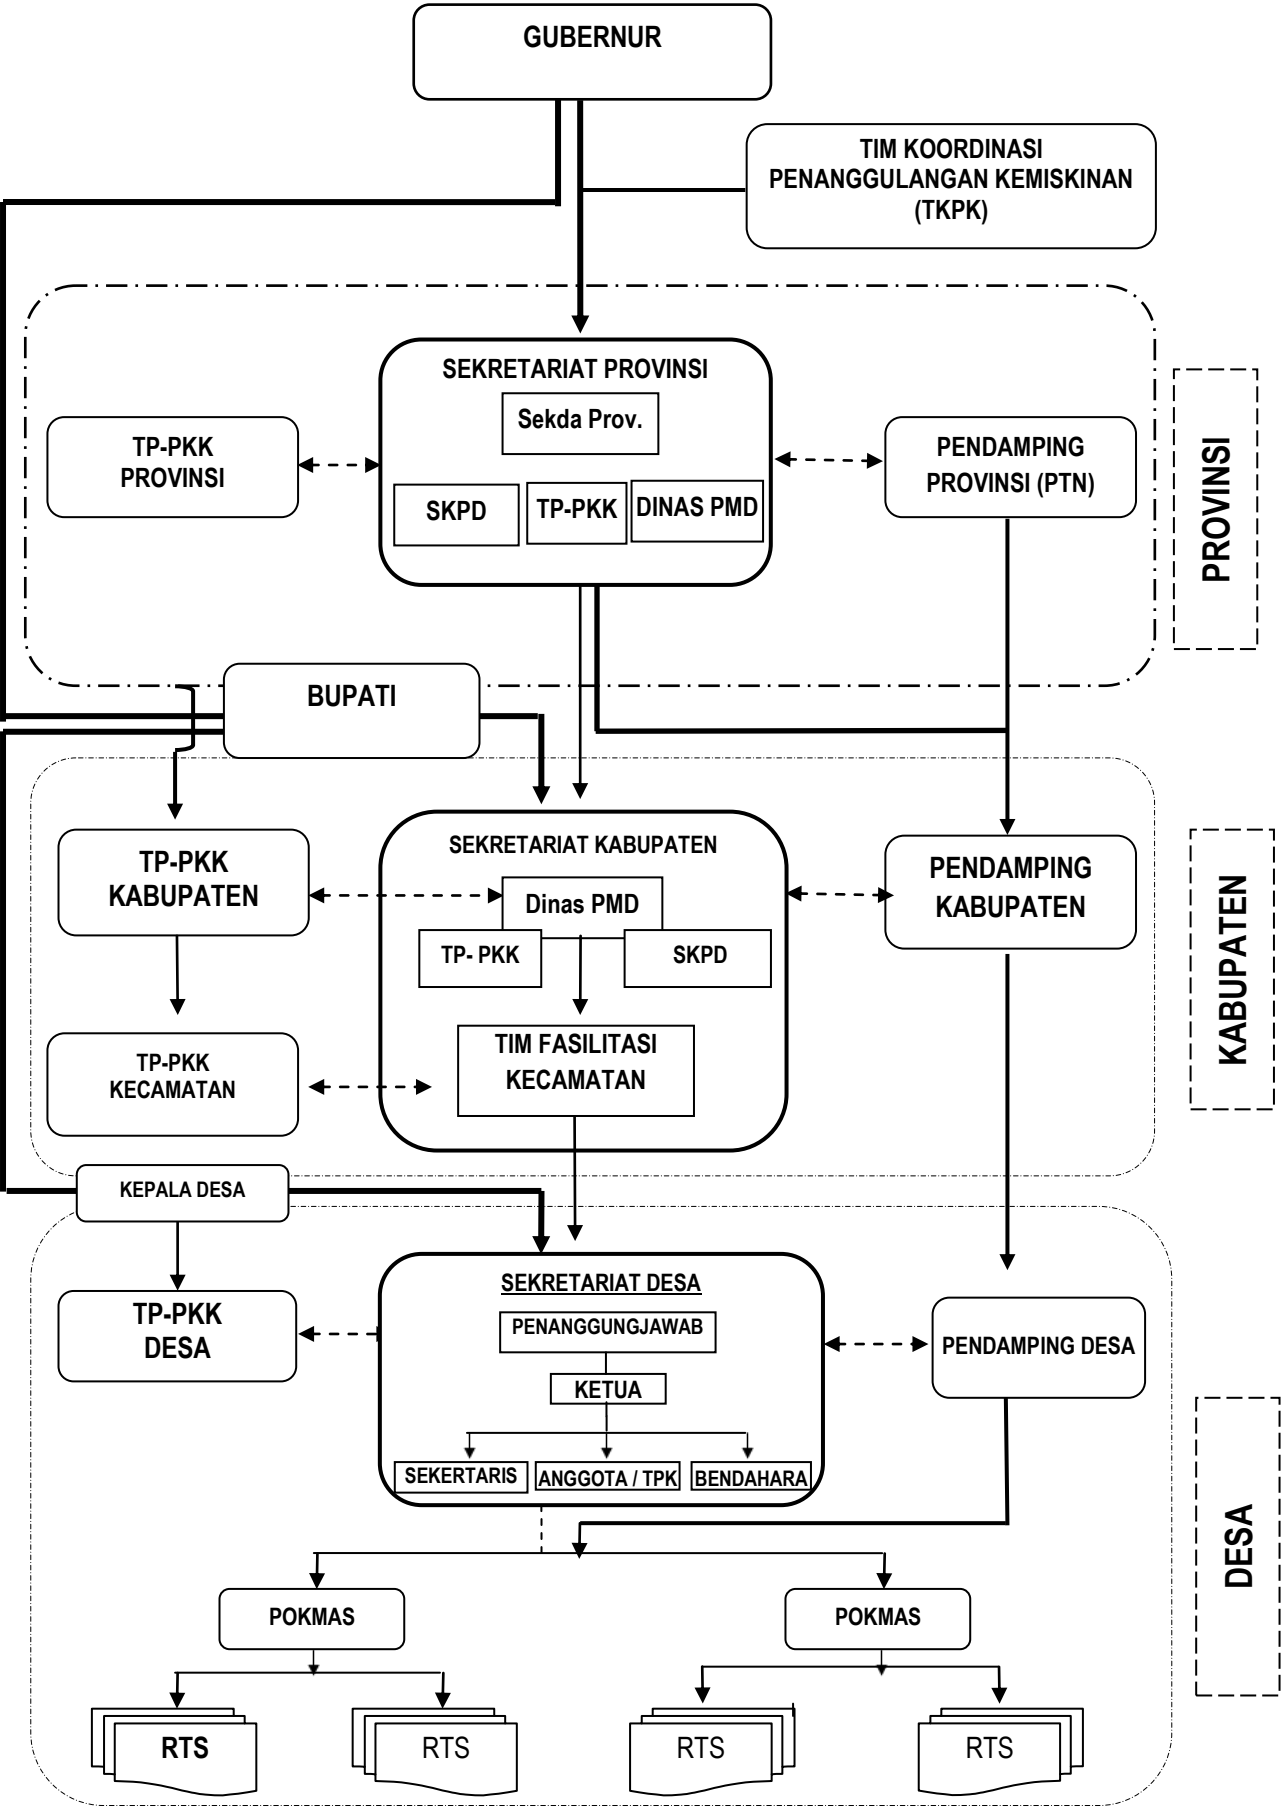 GUBERNUR
TIM KOORDINASI
PENANGGULANGAN KEMISKINAN
(TKPK)
SEKRETARIAT PROVINSI
Sekda Prov.
TP-PKK
PROVINSI
PENDAMPING
PROVINSI (PTN)
SKPD
TP-PKK
DINAS PMD
PROVINSI
BUPATI
SEKRETARIAT KABUPATEN
TP-PKK
KABUPATEN
Dinas PMD
PENDAMPING
KABUPATEN
TP- PKK
SKPD
TIM FASILITASI
KECAMATAN
TP-PKK
KECAMATAN
KABUPATEN
KEPALA DESA
SEKRETARIAT DESA
TP-PKK
DESA
PENANGGUNGJAWAB
PENDAMPING DESA
KETUA
SEKERTARIS
ANGGOTA / TPK
BENDAHARA
DESA
POKMAS
POKMAS
RTS
RTS
RTS
RTS